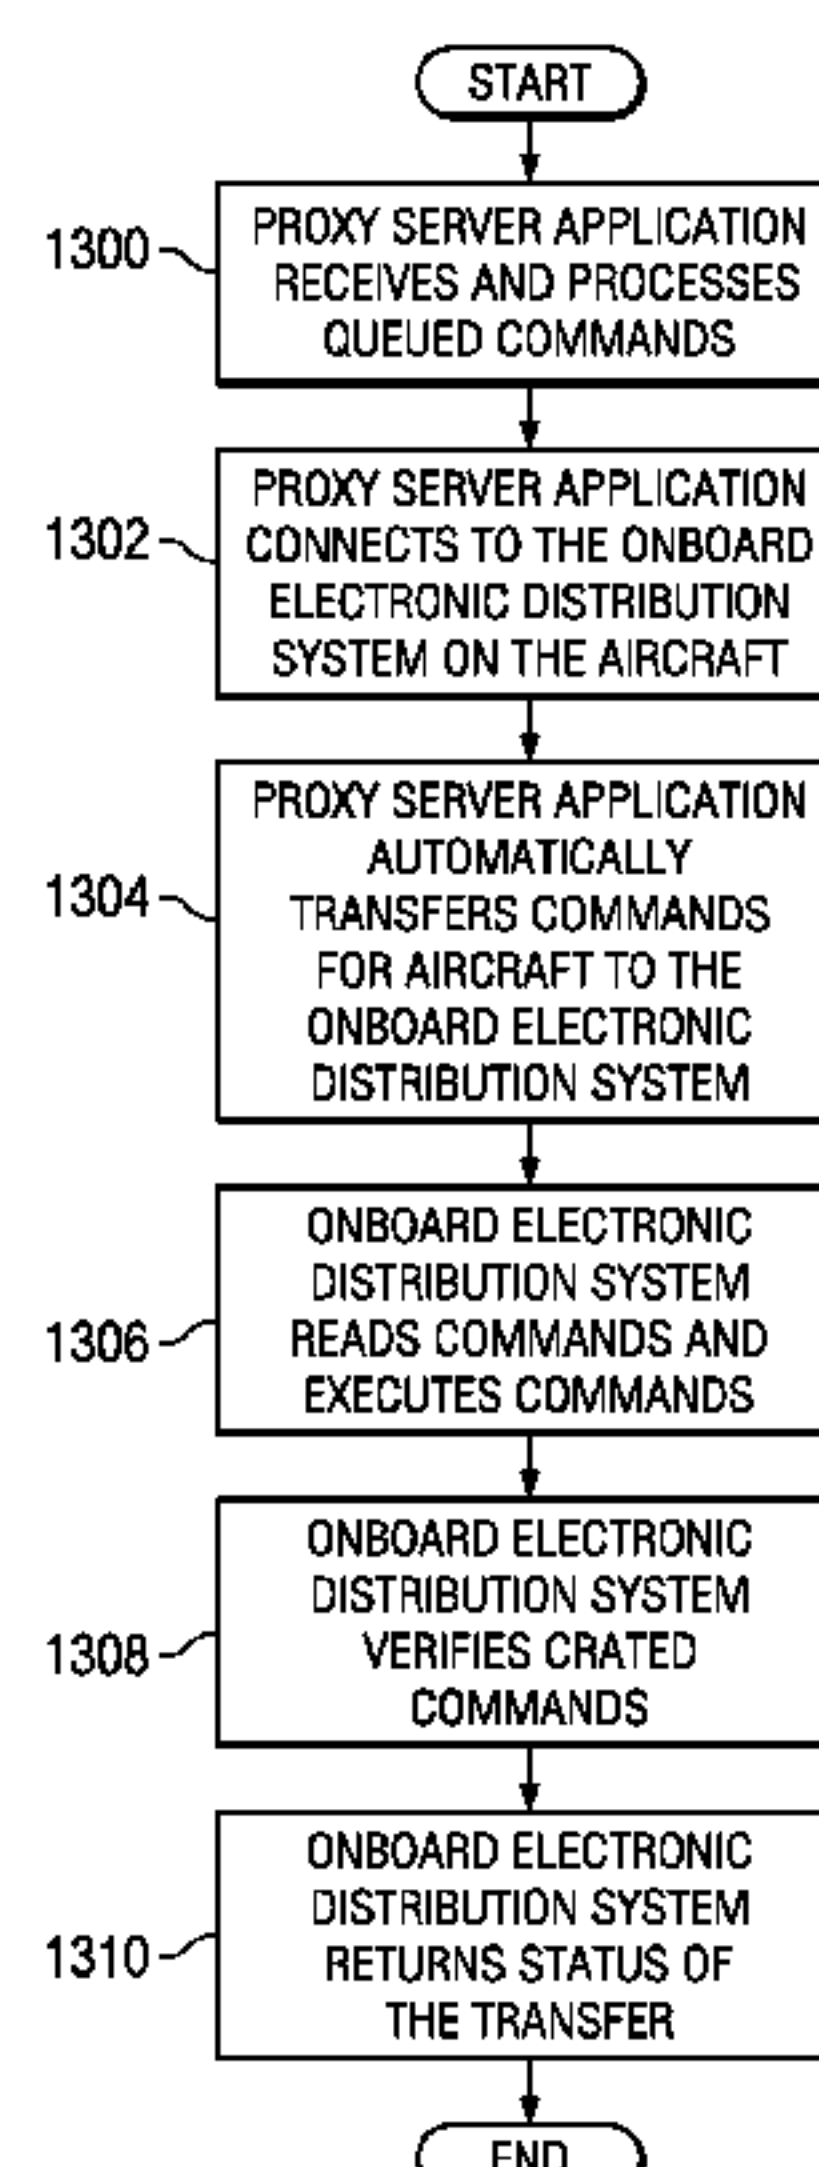 START
1300
PROXY SERVER APPLICATION
RECEIVES AND PROCESSES
QUEUED COMMANDS
1302
PROXY SERVER APPLICATION
CONNECTS TO THE ONBOARD
ELECTRONIC DISTRIBUTION
SYSTEM ON THE AIRCRAFT
1304
PROXY SERVER APPLICATION
AUTOMATICALLY
TRANSFERS COMMANDS
FOR AIRCRAFT TO THE
ONBOARD ELECTRONIC
DISTRIBUTION SYSTEM
1306
ONBOARD ELECTRONIC
DISTRIBUTION SYSTEM
READS COMMANDS AND
EXECUTES COMMANDS
1308
ONBOARD ELECTRONIC
DISTRIBUTION SYSTEM
VERIFIES CRATED
COMMANDS
1310
ONBOARD ELECTRONIC
DISTRIBUTION SYSTEM
RETURNS STATUS OF
THE TRANSFER
END